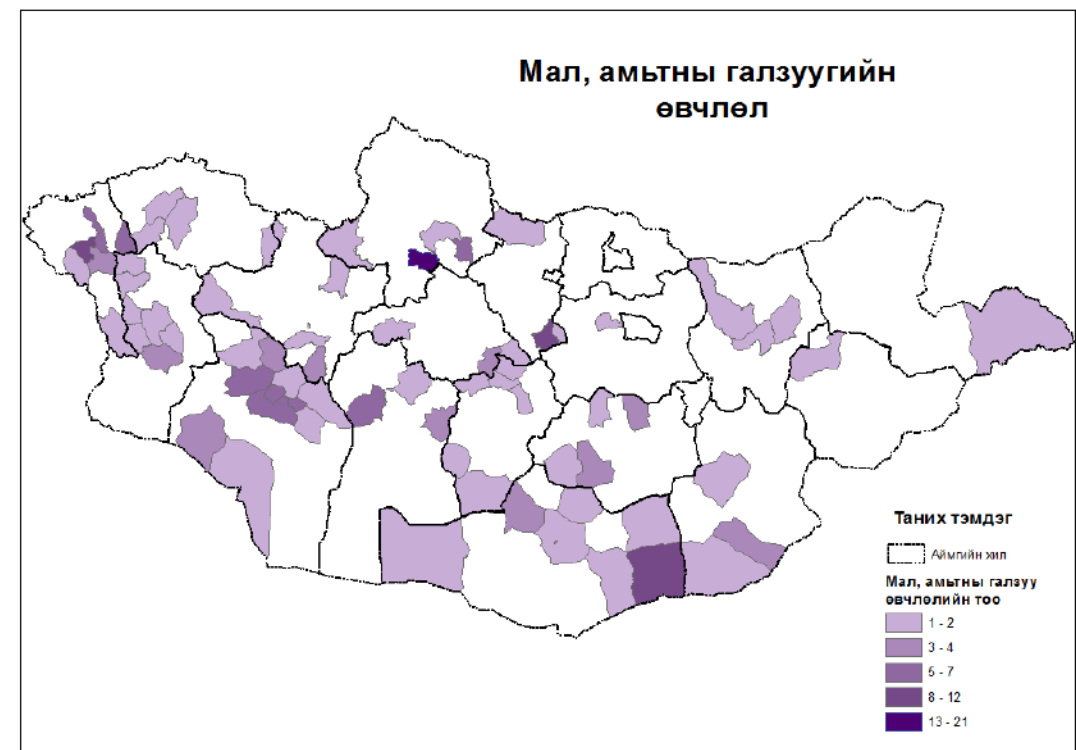 Мал, амьтны галзуугийн
өвчлөл
Таних тэмдэг
Аймгийн хил
Мал, амьтны галзуу
өвчлөлийн тоо
1 - 2
3 - 4
5 - 7
8 - 12
13 - 21